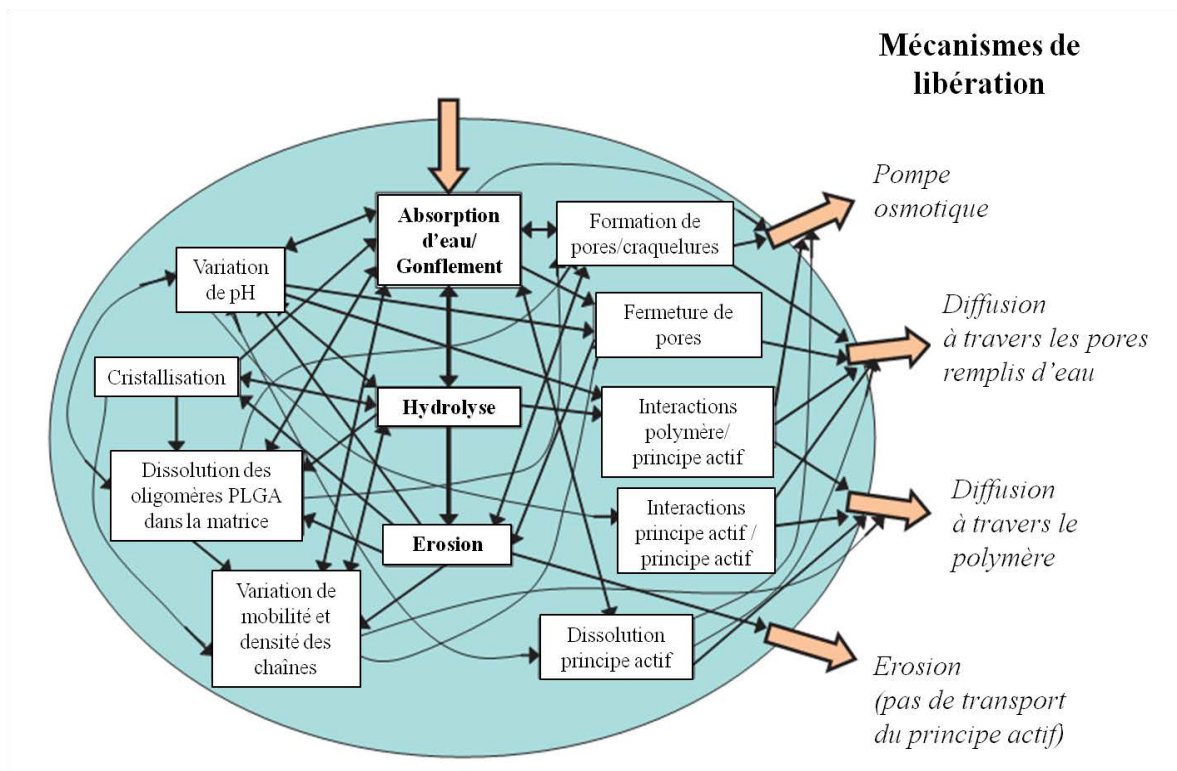 Mécanismes de
libération
Pompe
osmotique
Absorption
d'eau/
Gonflement
Formation de
pores/craquelures
Variation
de pH
Fermeture de
pores
Diffusion
à travers les pores
remplis d'eau
Cristallisation
Hydrolyse
Interactions
polymère/
principe actif
Dissolution des
oligomères PLGA
dans la matrice
Interactions
principe actif /
principe actif
Diffusion
à travers le
polymère
Erosion
Variation de
mobilité et
densité des
chaînes
Dissolution
principe actif
Erosion
(pas de transport
du principe actif)